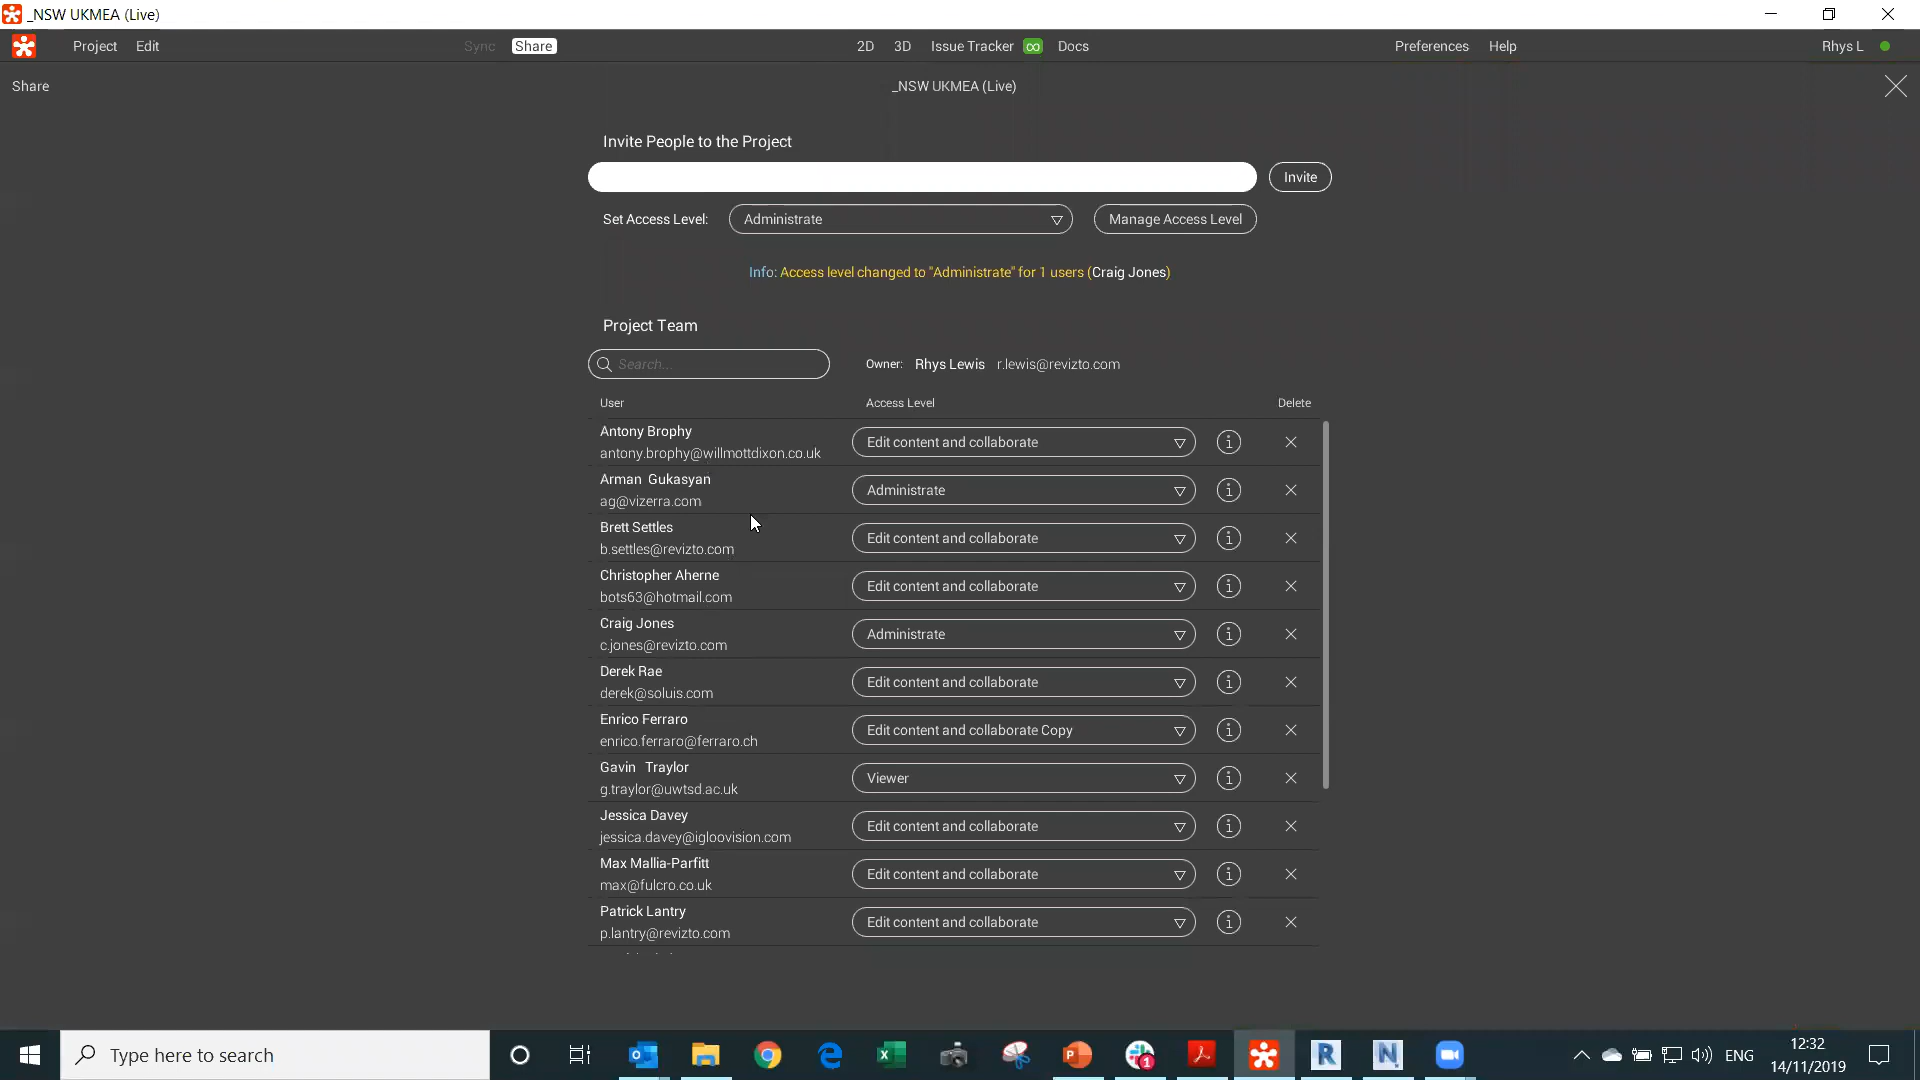 _NSW UKMEA (Live)
Project Edit Sync Share 2D 3D Issue Tracker Docs Preferences Help Rhys L
Share _NSW UKMEA (Live)
Invite People to the Project
Invite
Set Access Level: Administrate Manage Access Level
Info: Access level changed to "Administrate" for 1 users (Craig Jones)
Project Team
Search... Owner: Rhys Lewis r.lewis@revizto.com
User Access Level Delete
Antony Brophy
antony.brophy@willmottdixon.co.uk
Edit content and collaborate
Arman Gukasyan
ag@vizerra.com
Administrate
Brett Settles
b.settles@revizto.com
Edit content and collaborate
Christopher Aherne
bots63@hotmail.com
Edit content and collaborate
Craig Jones
c.jones@revizto.com
Administrate
Derek Rae
derek@soluis.com
Edit content and collaborate
Enrico Ferraro
enrico.ferraro@ferraro.ch
Edit content and collaborate Copy
Gavin Traylor
g.traylor@uwtsd.ac.uk
Viewer
Jessica Davey
jessica.davey@igloovision.com
Edit content and collaborate
Max Mallia-Parfitt
max@fulcro.co.uk
Edit content and collaborate
Patrick Lantry
p.lantry@revizto.com
Edit content and collaborate
Type here to search
ENG
12:32
14/11/2019